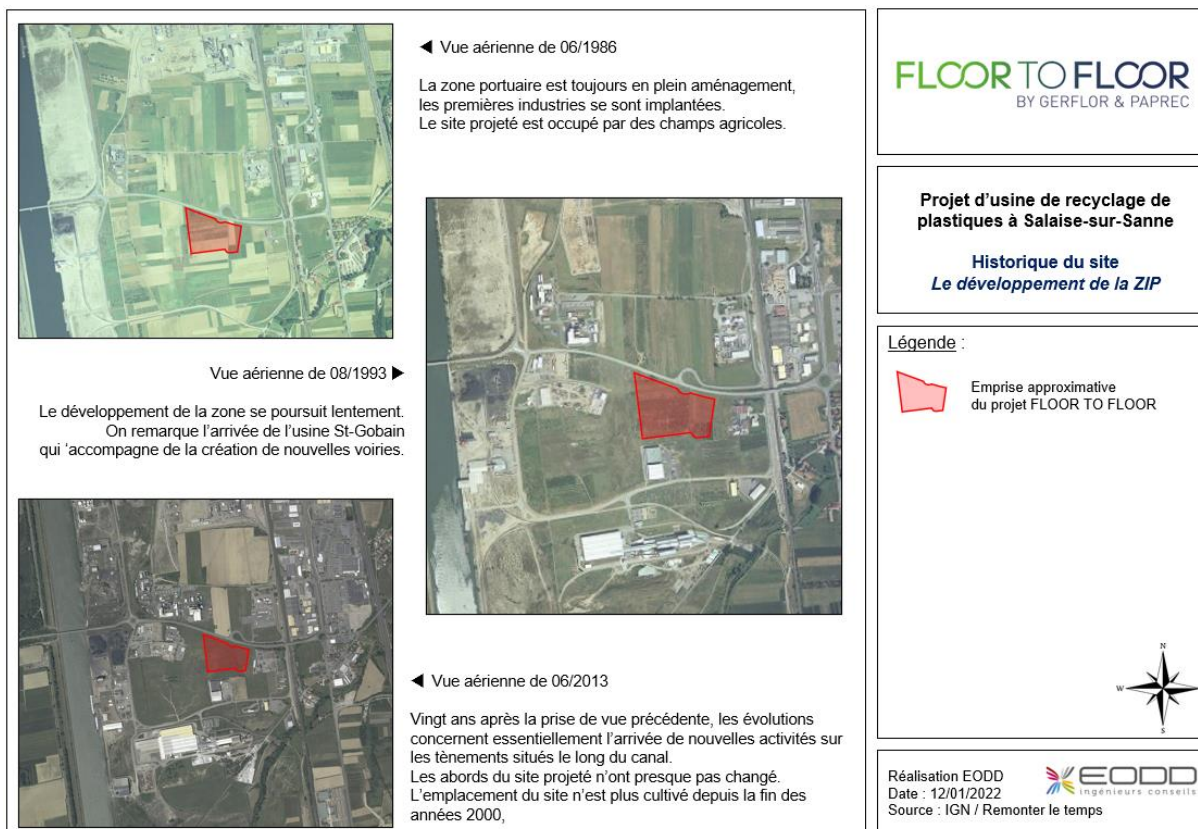 ◄ Vue aérienne de 06/1986
La zone portuaire est toujours en plein aménagement,
les premières industries se sont implantées.
Le site projeté est occupé par des champs agricoles.
Vue aérienne de 08/1993 ►
Le développement de la zone se poursuit lentement.
On remarque l’arrivée de l’usine St-Gobain
qui ‘accompagne de la création de nouvelles voiries.
◄ Vue aérienne de 06/2013
Vingt ans après la prise de vue précédente, les évolutions
concernent essentiellement l’arrivée de nouvelles activités sur
les tènements situés le long du canal.
Les abords du site projeté n’ont presque pas changé.
L’emplacement du site n’est plus cultivé depuis la fin des
années 2000,
FLOOR TO FLOOR
BY GERFLOR & PAPREC
Projet d’usine de recyclage de
plastiques à Salaise-sur-Sanne
Historique du site
Le développement de la ZIP
Légende :
Emprise approximative
du projet FLOOR TO FLOOR
N
W
E
S
Réalisation EODD
Date : 12/01/2022
Source : IGN / Remonter le temps
EODD
ingénieurs conseils